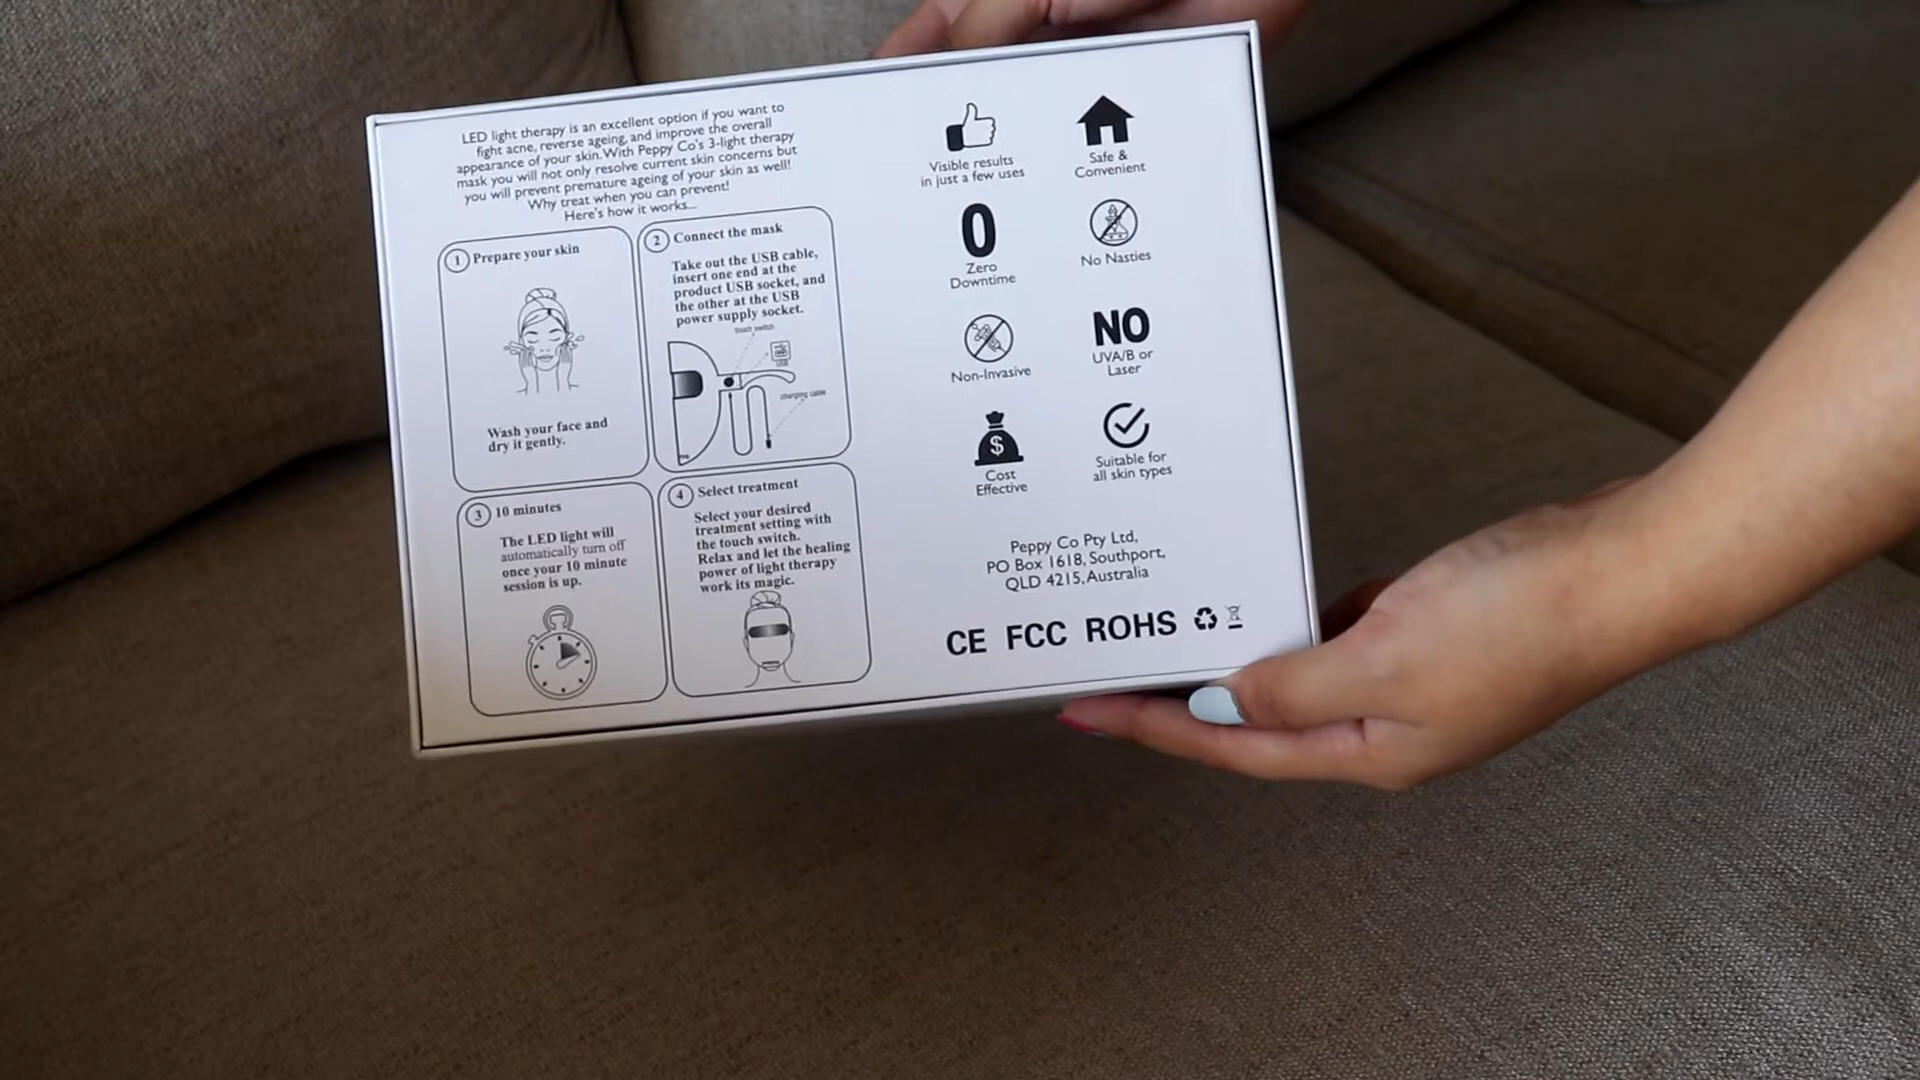 LED light therapy is an excellent option if you want to
fight acne, reverse ageing, and improve the overall
appearance of your skin. With Peppy Co's 3-light therapy
mask you will not only resolve current skin concerns but
you will prevent premature ageing of your skin as well!
Why treat when you can prevent!
Here's how it works...
1 Prepare your skin
Wash your face and
dry it gently.
2 Connect the mask
Take out the USB cable,
insert one end at the
product USB socket, and
the other at the USB
power supply socket.
touch switch
USB
charging cable
3 10 minutes
The LED light will
automatically turn off
once your 10 minute
session is up.
4 Select treatment
Select your desired
treatment setting with
the touch switch.
Relax and let the healing
power of light therapy
work its magic.
Visible results
in just a few uses
Safe &
Convenient
0
Zero
Downtime
No Nasties
Non-Invasive
NO
UVA/B or
Laser
$
Cost
Effective
Suitable for
all skin types
Peppy Co Pty Ltd,
PO Box 1618, Southport,
QLD 4215, Australia
CE FCC ROHS